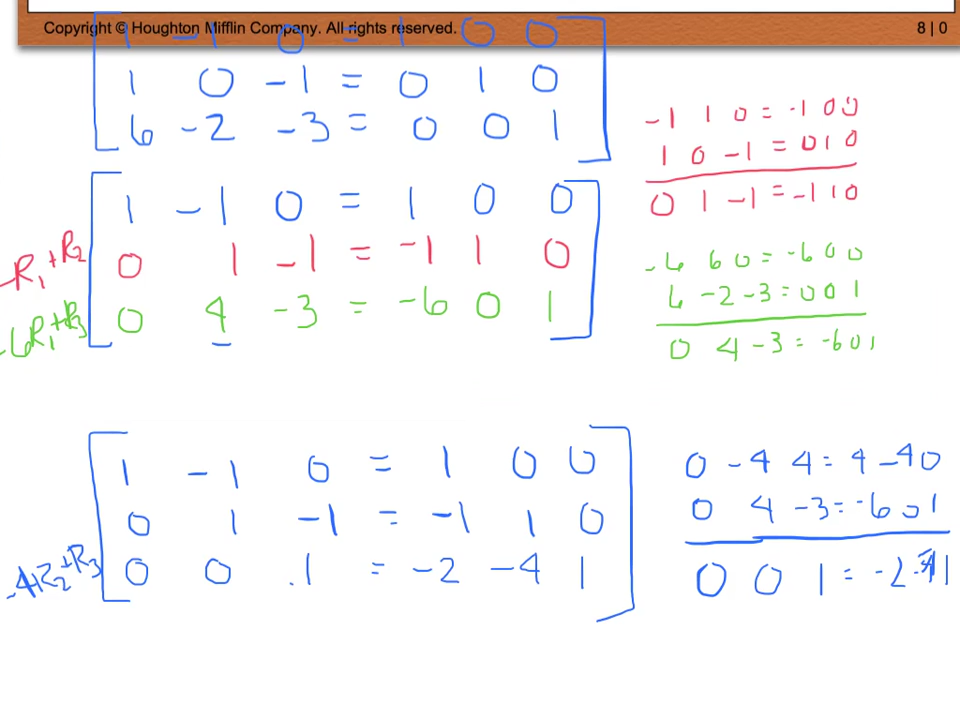 Copyright © Houghton Mifflin Company. All rights reserved. 8 | 0
1 -1 0 = 1 0 0
1 0 -1 = 0 1 0
6 -2 -3 = 0 0 1
-1 1 0 = -1 0 0
1 0 -1 = 0 1 0
0 1 -1 = -1 1 0
1 -1 0 = 1 0 0
-R1+R2 0 1 -1 = -1 1 0
-6R1+R3 0 4 -3 = -6 0 1
-6 6 0 = -6 0 0
6 -2 -3 = 0 0 1
0 4 -3 = -6 0 1
1 -1 0 = 1 0 0
0 1 -1 = -1 1 0
-4R2+R3 0 0 1 = -2 -4 1
0 -4 4 = 4 -4 0
0 4 -3 = -6 0 1
0 0 1 = -2 -4 1